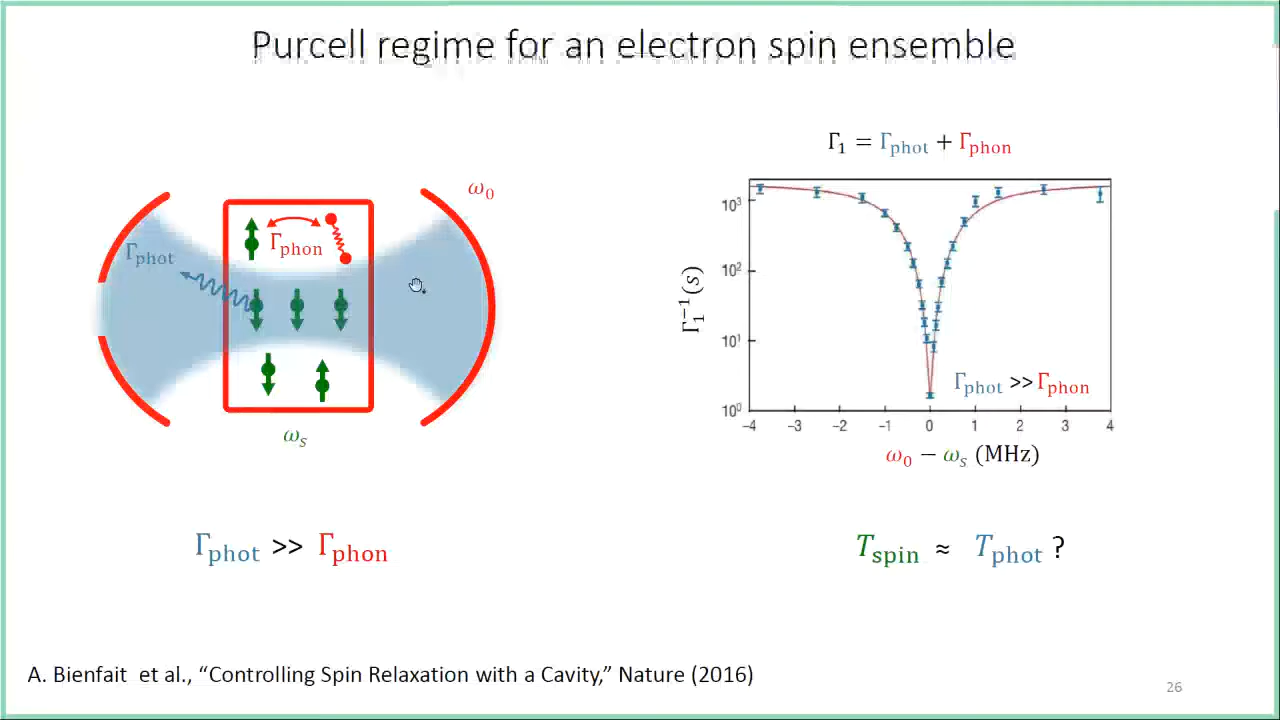 Purcell regime for an electron spin ensemble
Γ₁ = Γphot + Γphon
ω₀
Γphot
Γphon
ωₛ
Γ₁⁻¹(s)
10³
10²
10¹
10⁰
Γphot >> Γphon
−4 −3 −2 −1 0 1 2 3 4
ω₀ − ωₛ (MHz)
Γphot >> Γphon
Tspin ≈ Tphot ?
A. Bienfait et al., “Controlling Spin Relaxation with a Cavity,” Nature (2016)
26